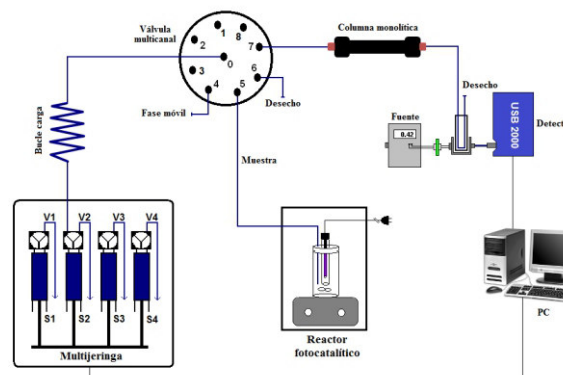 Válvula
multicanal
1
8
2
7
0
3
6
4
5
Columna monolítica
Bucle carga
Fase móvil
Desecho
Muestra
Desecho
Fuente
0.42
USB 2000
Detect
V1 V2 V3 V4
S1 S2 S3 S4
Multijeringa
Reactor
fotocatalítico
PC